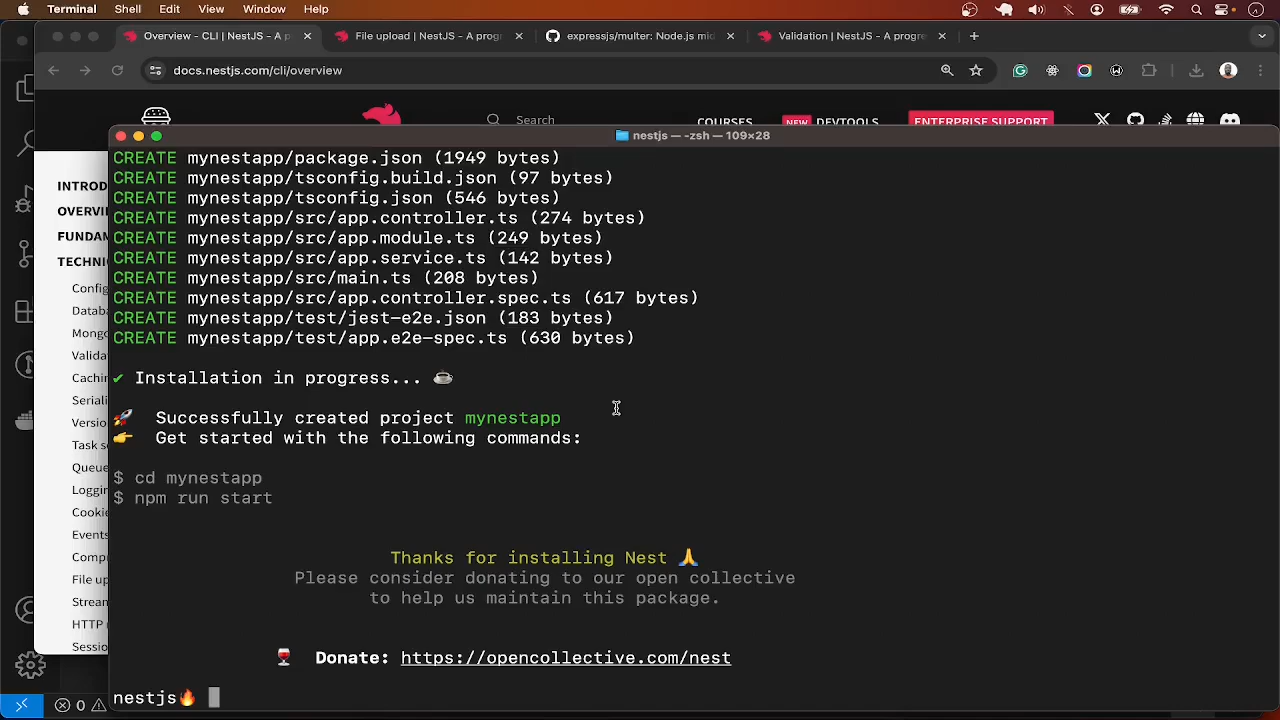 Terminal Shell Edit View Window Help
Overview - CLI | NestJS - A p
File upload | NestJS - A prog
expressjs/multer: Node.js mid
Validation | NestJS - A progre
docs.nestjs.com/cli/overview
Search
COURSES
NEW DEVTOOLS
ENTERPRISE SUPPORT
nestjs — -zsh — 109×28
INTROD
OVERVI
FUNDAM
TECHNI
Config
Databa
Mongo
Valida
Cachin
Seriali
Versio
Task s
Queue
Loggin
Cookie
Events
Compr
File up
Stream
HTTP
Sessio
CREATE mynestapp/package.json (1949 bytes)
CREATE mynestapp/tsconfig.build.json (97 bytes)
CREATE mynestapp/tsconfig.json (546 bytes)
CREATE mynestapp/src/app.controller.ts (274 bytes)
CREATE mynestapp/src/app.module.ts (249 bytes)
CREATE mynestapp/src/app.service.ts (142 bytes)
CREATE mynestapp/src/main.ts (208 bytes)
CREATE mynestapp/src/app.controller.spec.ts (617 bytes)
CREATE mynestapp/test/jest-e2e.json (183 bytes)
CREATE mynestapp/test/app.e2e-spec.ts (630 bytes)
✔ Installation in progress... ☕
🚀 Successfully created project mynestapp
👉 Get started with the following commands:
$ cd mynestapp
$ npm run start
Thanks for installing Nest 🙏
Please consider donating to our open collective
to help us maintain this package.
🍷 Donate: https://opencollective.com/nest
nestjs🔥
0